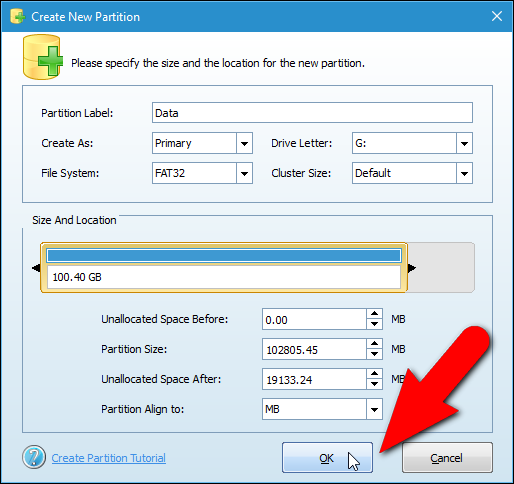 Create New Partition
Please specify the size and the location for the new partition.
Partition Label: Data
Create As: Primary Drive Letter: G:
File System: FAT32 Cluster Size: Default
Size And Location
100.40 GB
Unallocated Space Before: 0.00 MB
Partition Size: 102805.45 MB
Unallocated Space After: 19133.24 MB
Partition Align to: MB
? Create Partition Tutorial OK Cancel